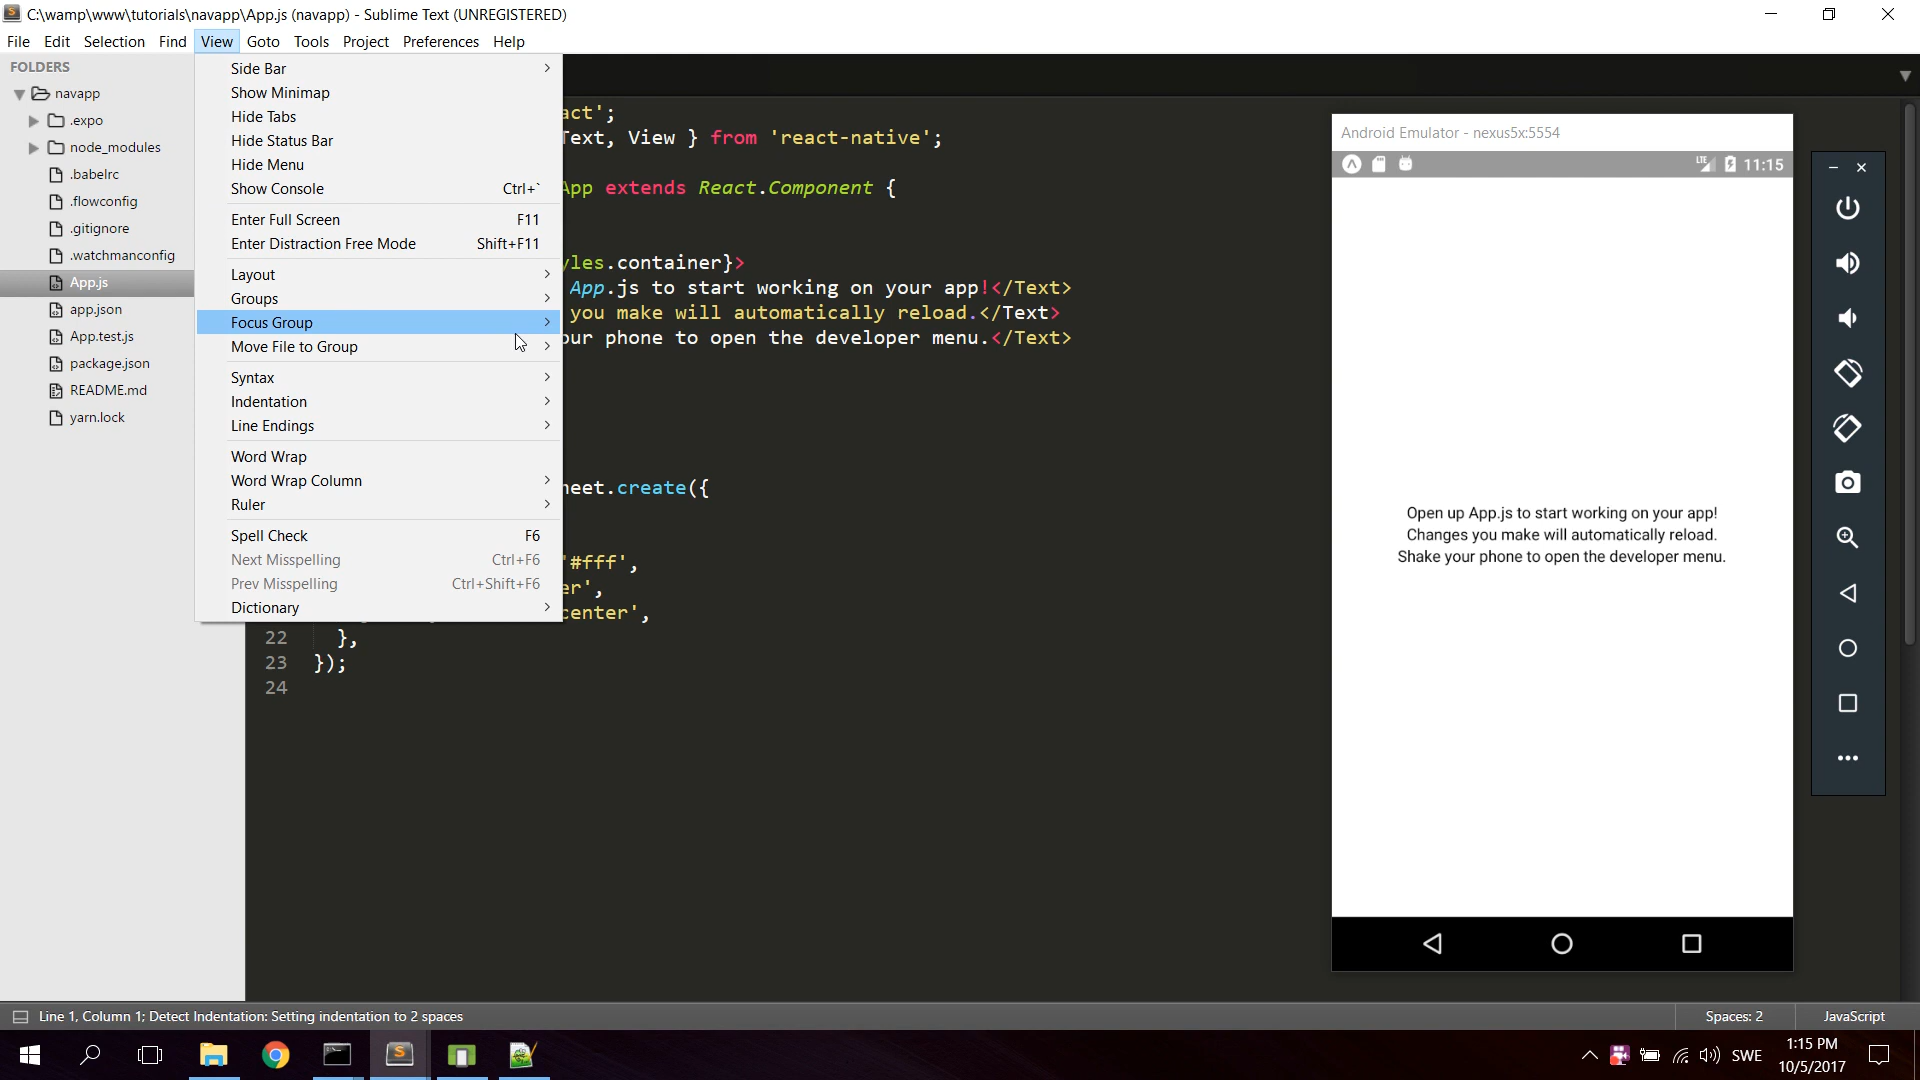 C:\wamp\www\tutorials\navapp\App.js (navapp) - Sublime Text (UNREGISTERED)
File Edit Selection Find View Goto Tools Project Preferences Help
FOLDERS
navapp
.expo
node_modules
.babelrc
.flowconfig
.gitignore
.watchmanconfig
App.js
app.json
App.test.js
package.json
README.md
yarn.lock
Side Bar
Show Minimap
Hide Tabs
Hide Status Bar
Hide Menu
Show Console Ctrl+`
Enter Full Screen F11
Enter Distraction Free Mode Shift+F11
Layout
Groups
Focus Group
Move File to Group
Syntax
Indentation
Line Endings
Word Wrap
Word Wrap Column
Ruler
Spell Check F6
Next Misspelling Ctrl+F6
Prev Misspelling Ctrl+Shift+F6
Dictionary
act';
Text, View } from 'react-native';
App extends React.Component {
yles.container}>
App.js to start working on your app!</Text>
you make will automatically reload.</Text>
our phone to open the developer menu.</Text>
heet.create({
'#fff',
er',
center',
22 },
23 });
24
Android Emulator - nexus5x:5554
LTE 11:15
Open up App.js to start working on your app!
Changes you make will automatically reload.
Shake your phone to open the developer menu.
Line 1, Column 1; Detect Indentation: Setting indentation to 2 spaces
Spaces: 2
JavaScript
SWE
1:15 PM
10/5/2017